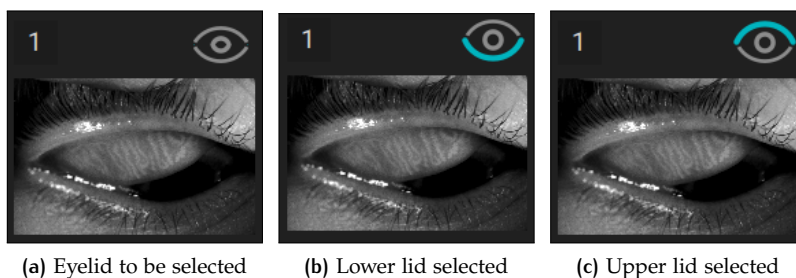 1
1
1
(a) Eyelid to be selected
(b) Lower lid selected
(c) Upper lid selected